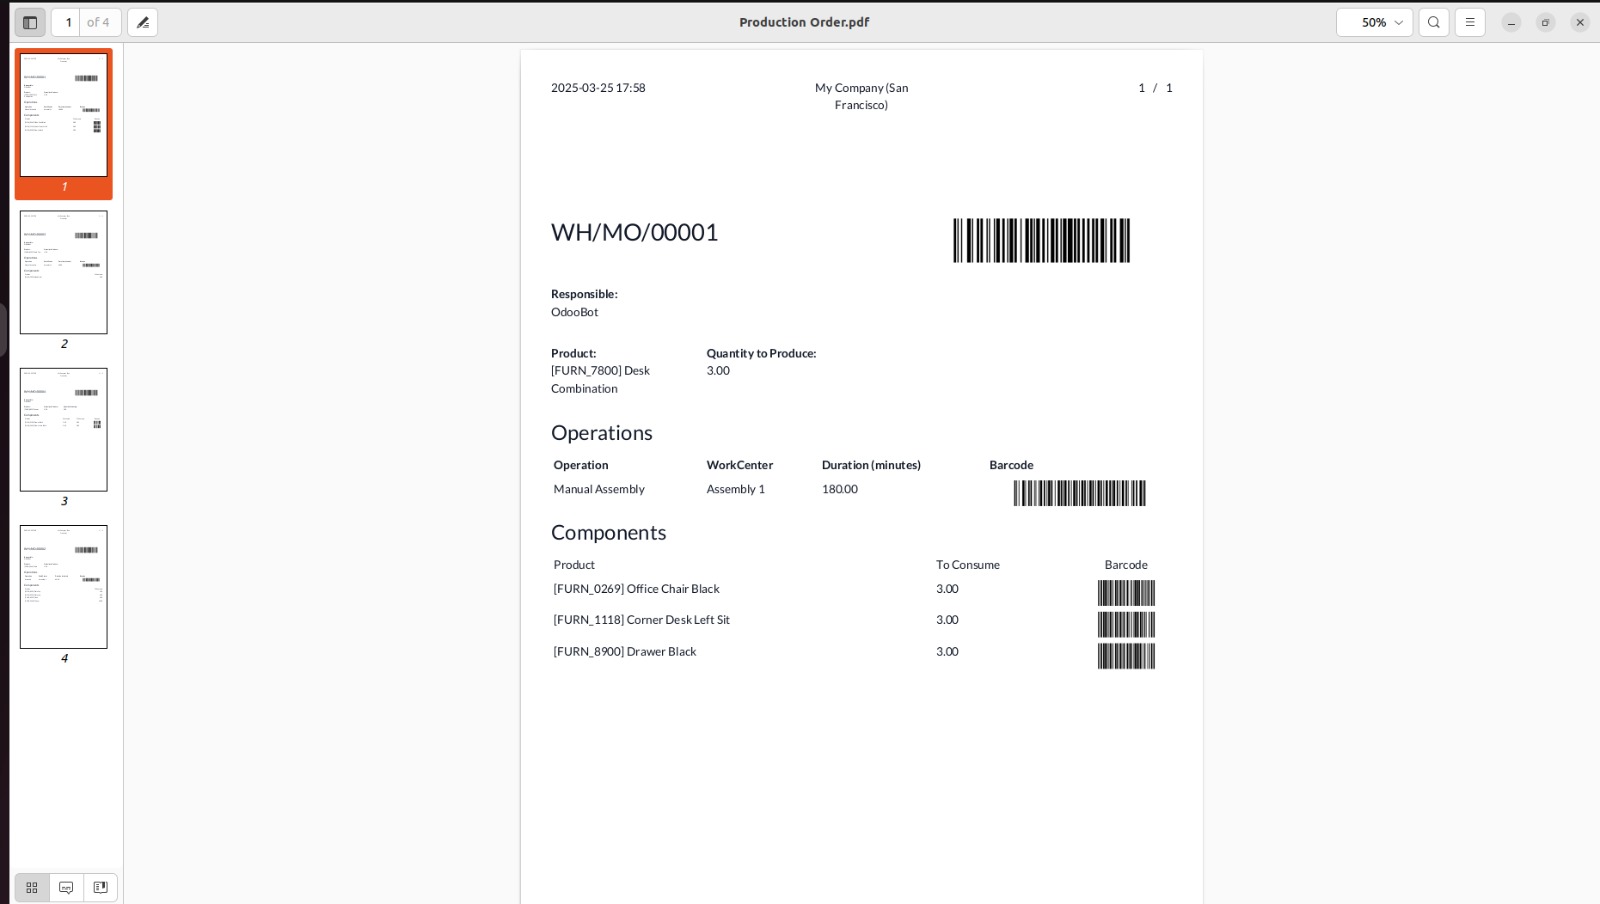 1 of 4
Production Order.pdf
50%
1
2
3
4
2025-03-25 17:58
My Company (San
Francisco)
1 / 1
WH/MO/00001
Responsible:
OdooBot
Product: Quantity to Produce:
[FURN_7800] Desk 3.00
Combination
Operations
Operation WorkCenter Duration (minutes) Barcode
Manual Assembly Assembly 1 180.00
Components
Product To Consume Barcode
[FURN_0269] Office Chair Black 3.00
[FURN_1118] Corner Desk Left Sit 3.00
[FURN_8900] Drawer Black 3.00